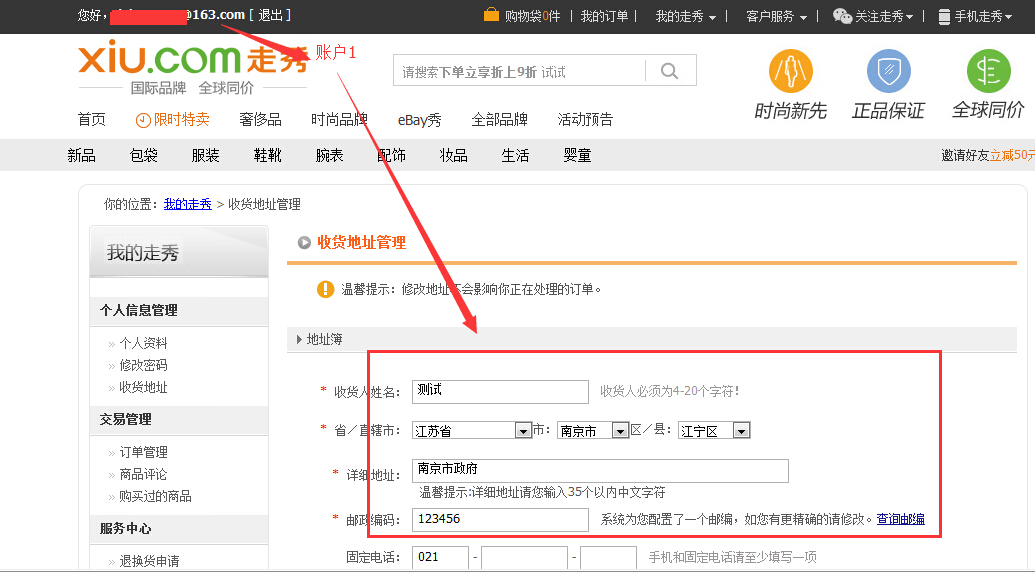 您好, @163.com [ 退出 ] 购物袋0件 | 我的订单 | 我的走秀 | 客户服务 | 关注走秀 | 手机走秀
账户1
xiu.com 走秀
国际品牌 全球同价
请搜索下单立享折上9折 试试
时尚新先 正品保证 全球同价
首页 限时特卖 奢侈品 时尚品牌 eBay秀 全部品牌 活动预告
新品 包袋 服装 鞋靴 腕表 配饰 妆品 生活 婴童 邀请好友立减50元
你的位置: 我的走秀 > 收货地址管理
我的走秀
个人信息管理
» 个人资料
» 修改密码
» 收货地址
交易管理
» 订单管理
» 商品评论
» 购买过的商品
服务中心
» 退换货申请
收货地址管理
温馨提示: 修改地址不会影响你正在处理的订单。
地址簿
* 收货人姓名: 测试 收货人必须为4-20个字符!
* 省／直辖市: 江苏省 市: 南京市 区／县: 江宁区
* 详细地址: 南京市政府
温馨提示:详细地址请您输入35个以内中文字符
* 邮政编码: 123456 系统为您配置了一个邮编，如您有更精确的请修改。查询邮编
固定电话: 021 - - 手机和固定电话请至少填写一项